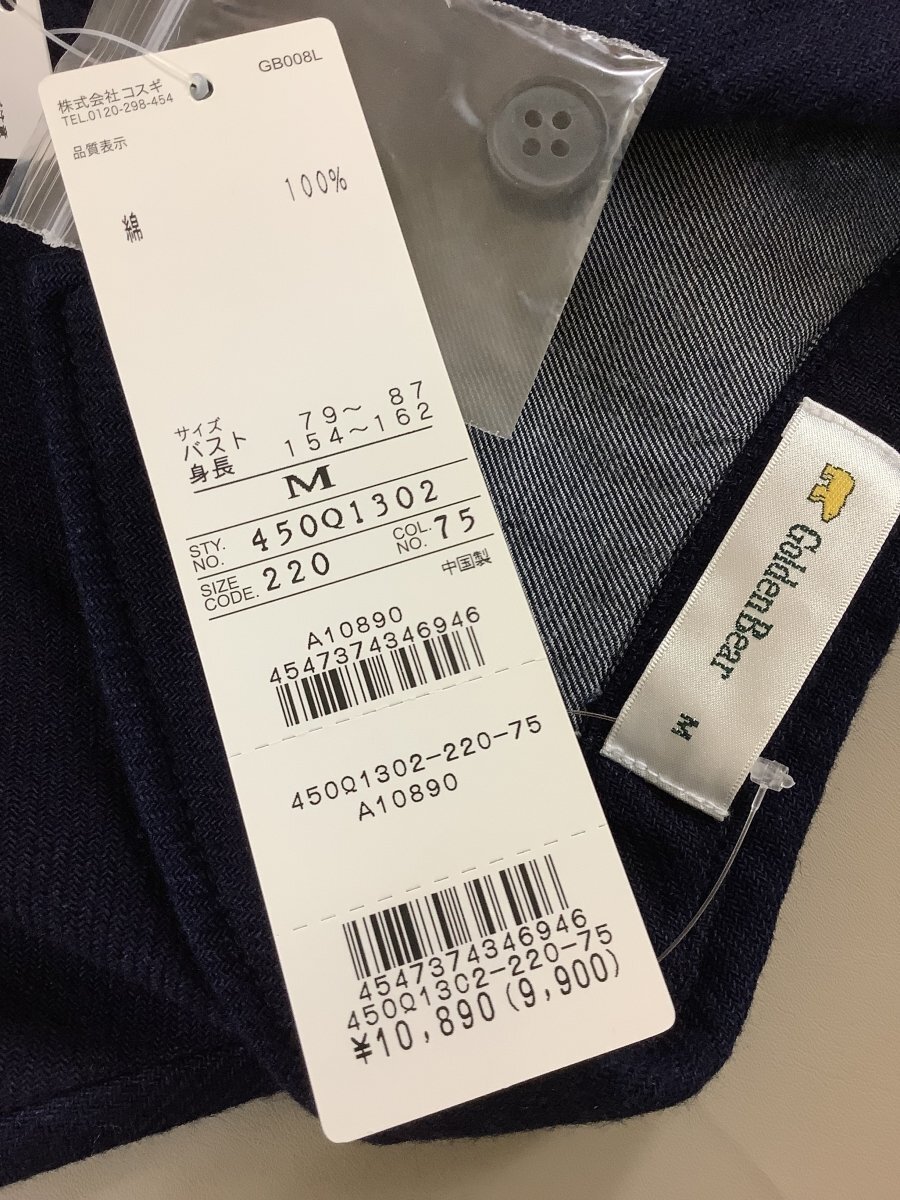 GB008L
株式会社コスギ
TEL.0120-298-454
品質表示
綿 100%
サイズ
バスト 79~ 87
身長 154~162
M
STY. NO. 450Q1302 COL. NO. 75
SIZE CODE. 220 中国製
A10890
4547374346946
450Q1302-220-75
A10890
4547374346946
450Q1302-220-75
¥10,890(9,900)
Golden Bear
M